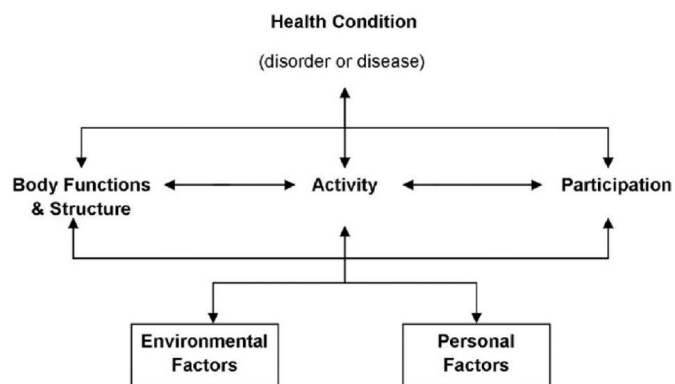 Health Condition
(disorder or disease)
Body Functions
& Structure
Activity
Participation
Environmental
Factors
Personal
Factors